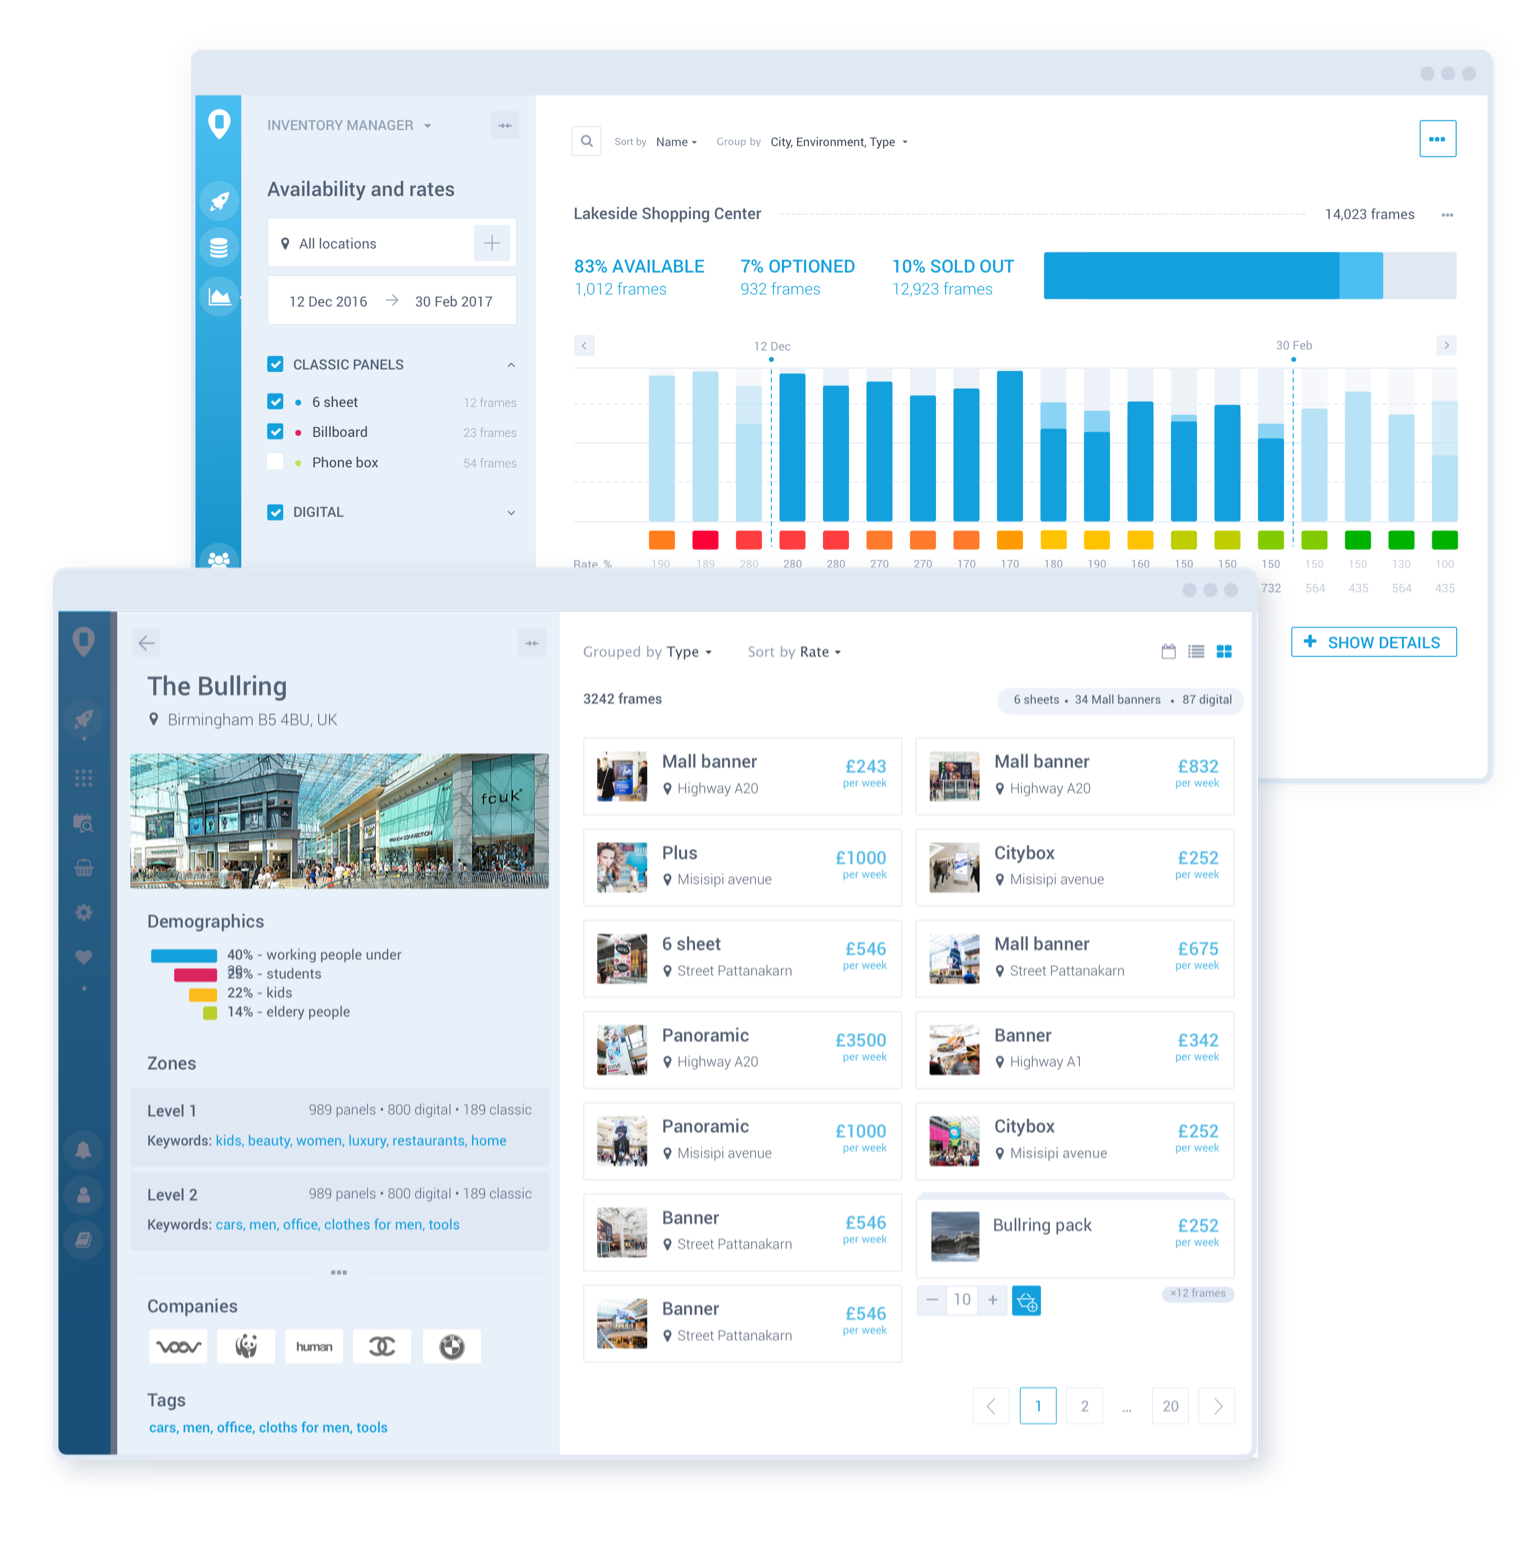 INVENTORY MANAGER
Availability and rates
All locations
12 Dec 2016 → 30 Feb 2017
CLASSIC PANELS
6 sheet 12 frames
Billboard 23 frames
Phone box 54 frames
DIGITAL
Sort by Name Group by City, Environment, Type
Lakeside Shopping Center 14,023 frames
83% AVAILABLE 7% OPTIONED 10% SOLD OUT
1,012 frames 932 frames 12,923 frames
12 Dec 30 Feb
Rate, % 190 189 280 280 280 270 270 170 170 180 190 160 150 150 150 150 150 130 100
732 564 435 564 435
+ SHOW DETAILS
The Bullring
Birmingham B5 4BU, UK
fcuk
FRENCH CONNECTION
Demographics
40% - working people under
- students
22% - kids
14% - eldery people
Zones
Level 1 989 panels • 800 digital • 189 classic
Keywords: kids, beauty, women, luxury, restaurants, home
Level 2 989 panels • 800 digital • 189 classic
Keywords: cars, men, office, clothes for men, tools
Companies
human
Tags
cars, men, office, cloths for men, tools
Grouped by Type Sort by Rate
3242 frames
6 sheets • 34 Mall banners • 87 digital
Mall banner £243
Highway A20 per week
Mall banner £832
Highway A20 per week
Plus £1000
Misisipi avenue per week
Citybox £252
Misisipi avenue per week
6 sheet £546
Street Pattanakarn per week
Mall banner £675
Street Pattanakarn per week
Panoramic £3500
Highway A20 per week
Banner £342
Highway A1 per week
Panoramic £1000
Misisipi avenue per week
Citybox £252
Misisipi avenue per week
Banner £546
Street Pattanakarn per week
Bullring pack £252
per week
Banner £546
Street Pattanakarn per week
— 10 + ×12 frames
1 2 ... 20